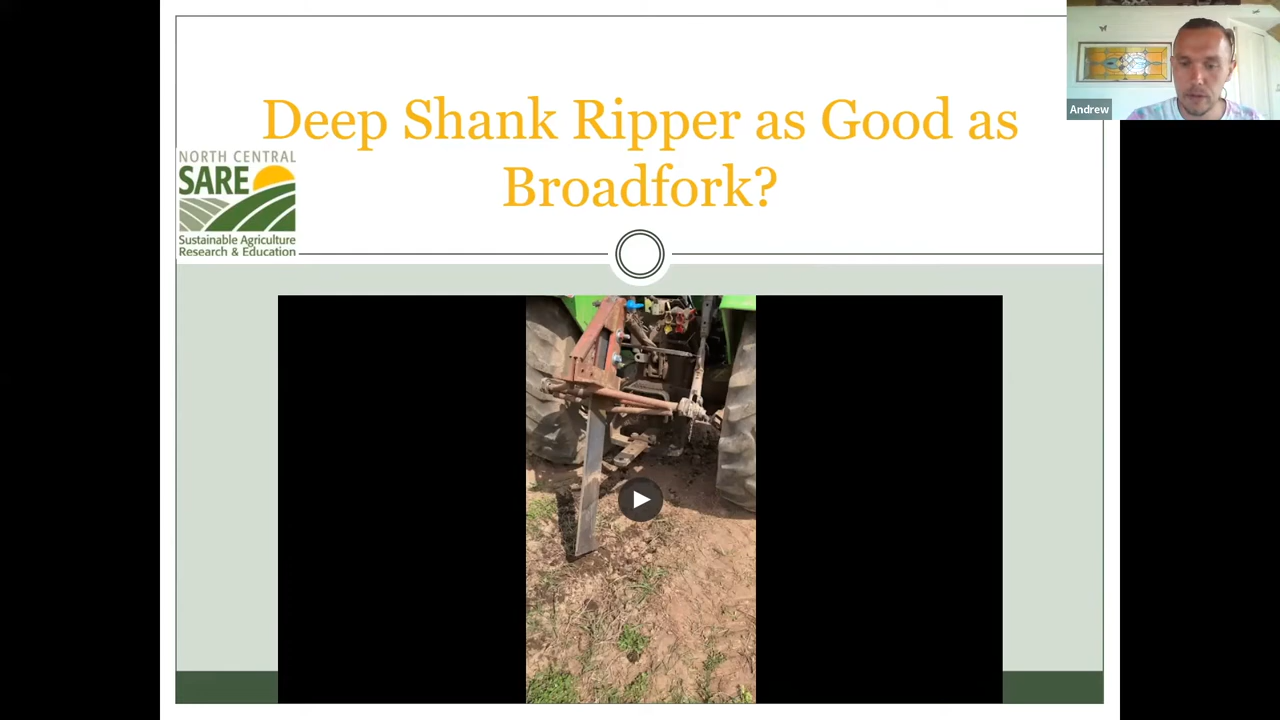 Deep Shank Ripper as Good as
Broadfork?
NORTH CENTRAL
SARE
Sustainable Agriculture
Research & Education
Andrew